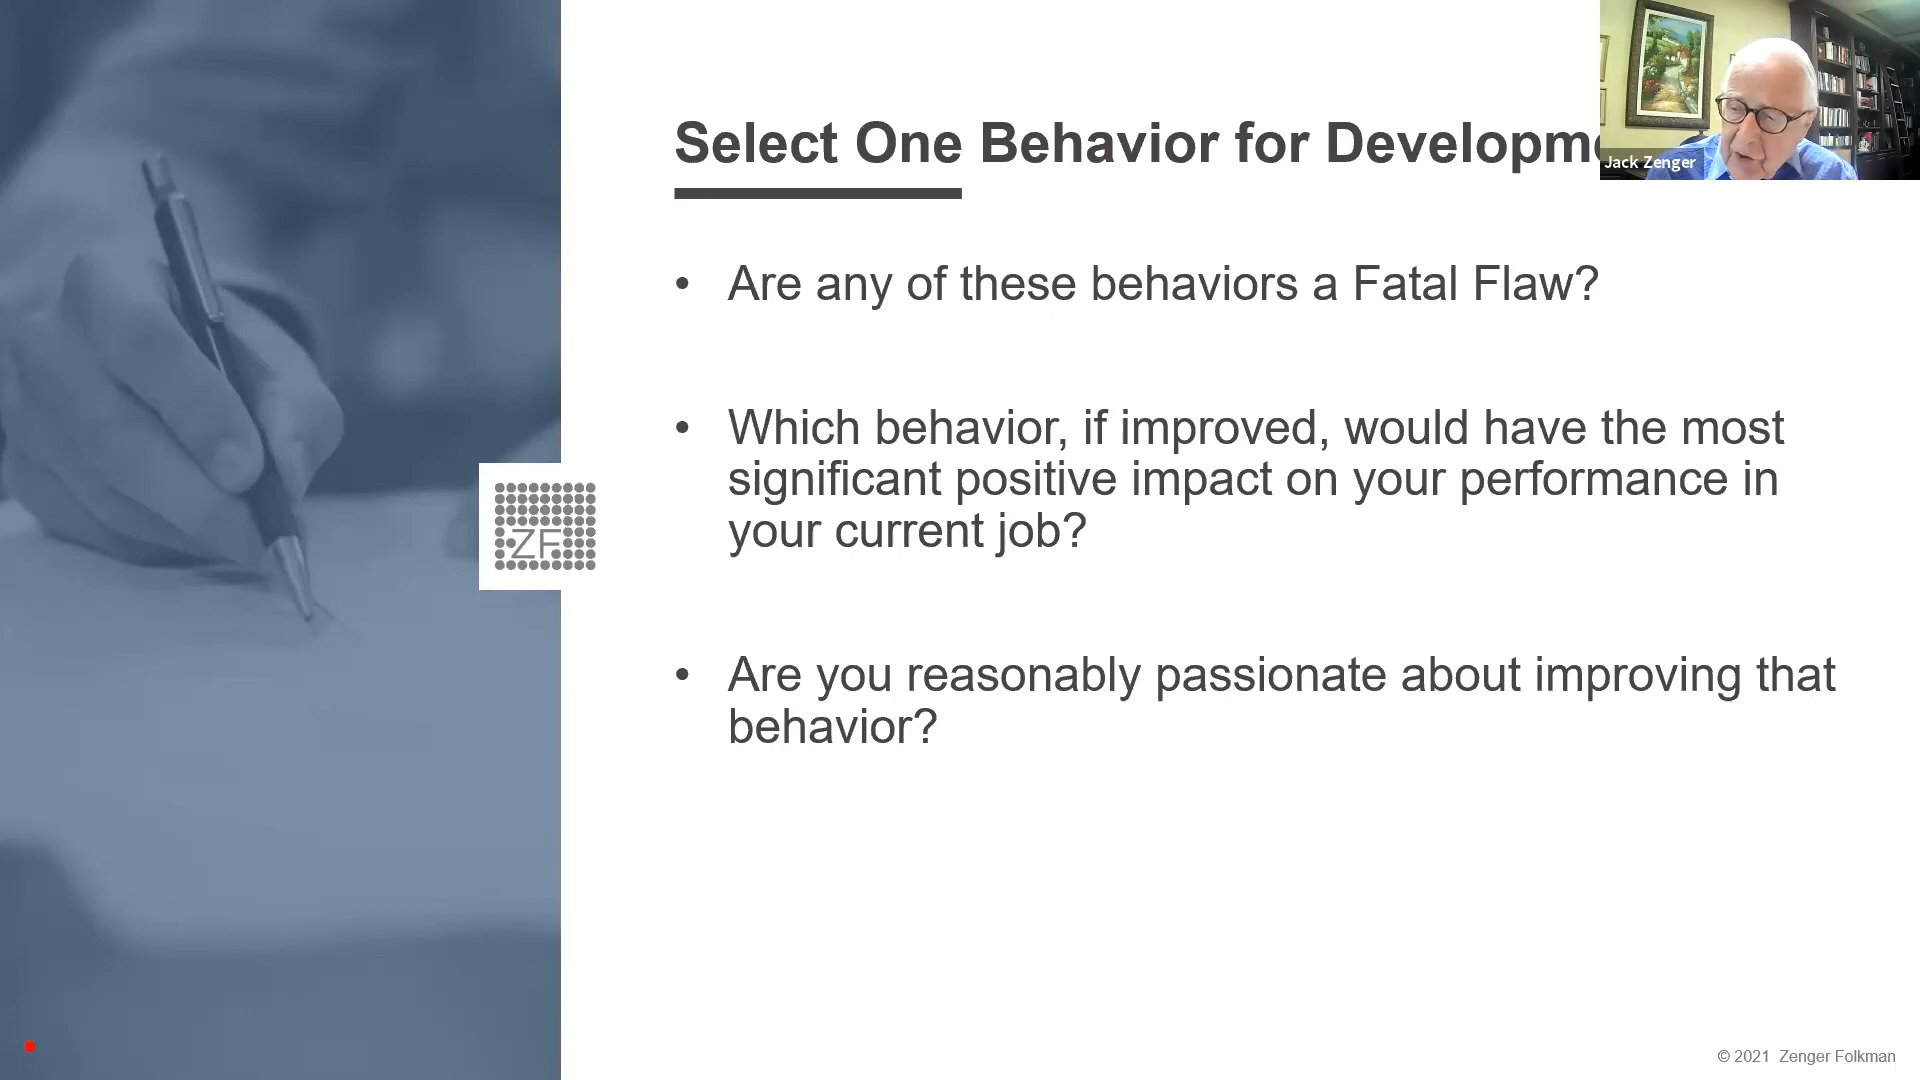 Select One Behavior for Developm
Jack Zenger
• Are any of these behaviors a Fatal Flaw?
• Which behavior, if improved, would have the most
significant positive impact on your performance in
your current job?
ZF
• Are you reasonably passionate about improving that
behavior?
© 2021 Zenger Folkman